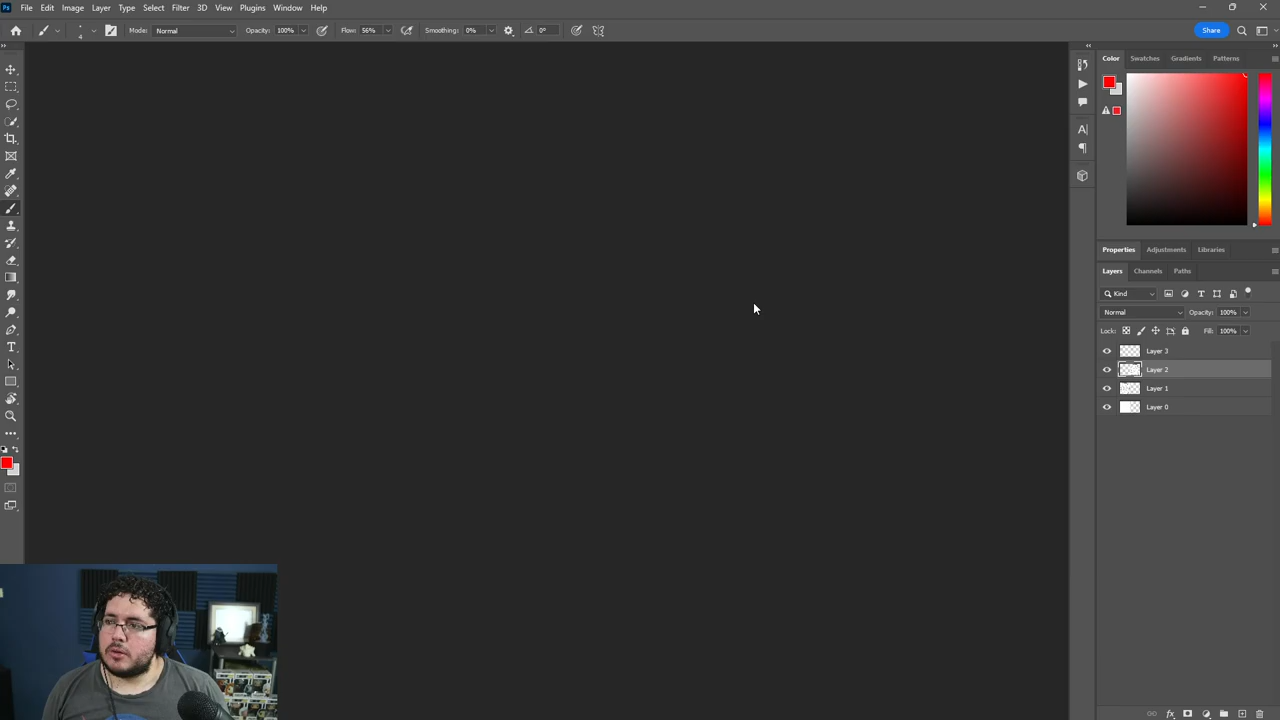 Ps File Edit Image Layer Type Select Filter 3D View Plugins Window Help
4 Mode: Normal Opacity: 100% Flow: 56% Smoothing: 0% 0° Share
Color Swatches Gradients Patterns
Properties Adjustments Libraries
Layers Channels Paths
Kind
Normal Opacity: 100%
Lock: Fill: 100%
Layer 3
Layer 2
Layer 1
Layer 0